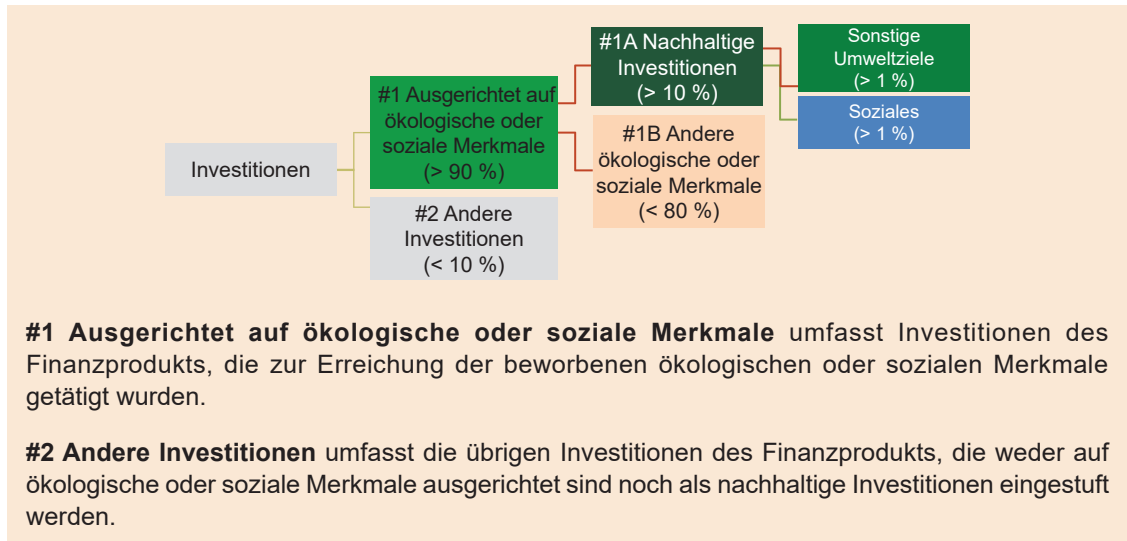 Investitionen
#1 Ausgerichtet auf
ökologische oder
soziale Merkmale
(> 90 %)
#2 Andere
Investitionen
(< 10 %)
#1A Nachhaltige
Investitionen
(> 10 %)
#1B Andere
ökologische oder
soziale Merkmale
(< 80 %)
Sonstige
Umweltziele
(> 1 %)
Soziales
(> 1 %)
#1 Ausgerichtet auf ökologische oder soziale Merkmale umfasst Investitionen des
Finanzprodukts, die zur Erreichung der beworbenen ökologischen oder sozialen Merkmale
getätigt wurden.
#2 Andere Investitionen umfasst die übrigen Investitionen des Finanzprodukts, die weder auf
ökologische oder soziale Merkmale ausgerichtet sind noch als nachhaltige Investitionen eingestuft
werden.